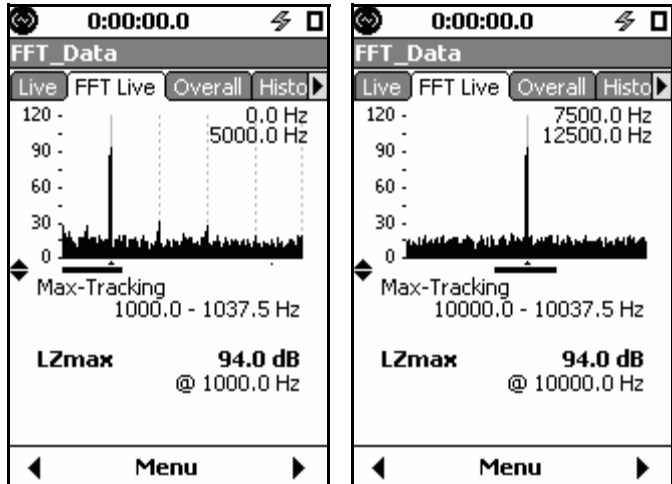 0:00:00.0
FFT_Data
Live FFT Live Overall Histo
120
0.0 Hz
5000.0 Hz
90
60
30
0
Max-Tracking
1000.0 - 1037.5 Hz
LZmax 94.0 dB
@ 1000.0 Hz
Menu
0:00:00.0
FFT_Data
Live FFT Live Overall Histo
120
7500.0 Hz
12500.0 Hz
90
60
30
0
Max-Tracking
10000.0 - 10037.5 Hz
LZmax 94.0 dB
@ 10000.0 Hz
Menu